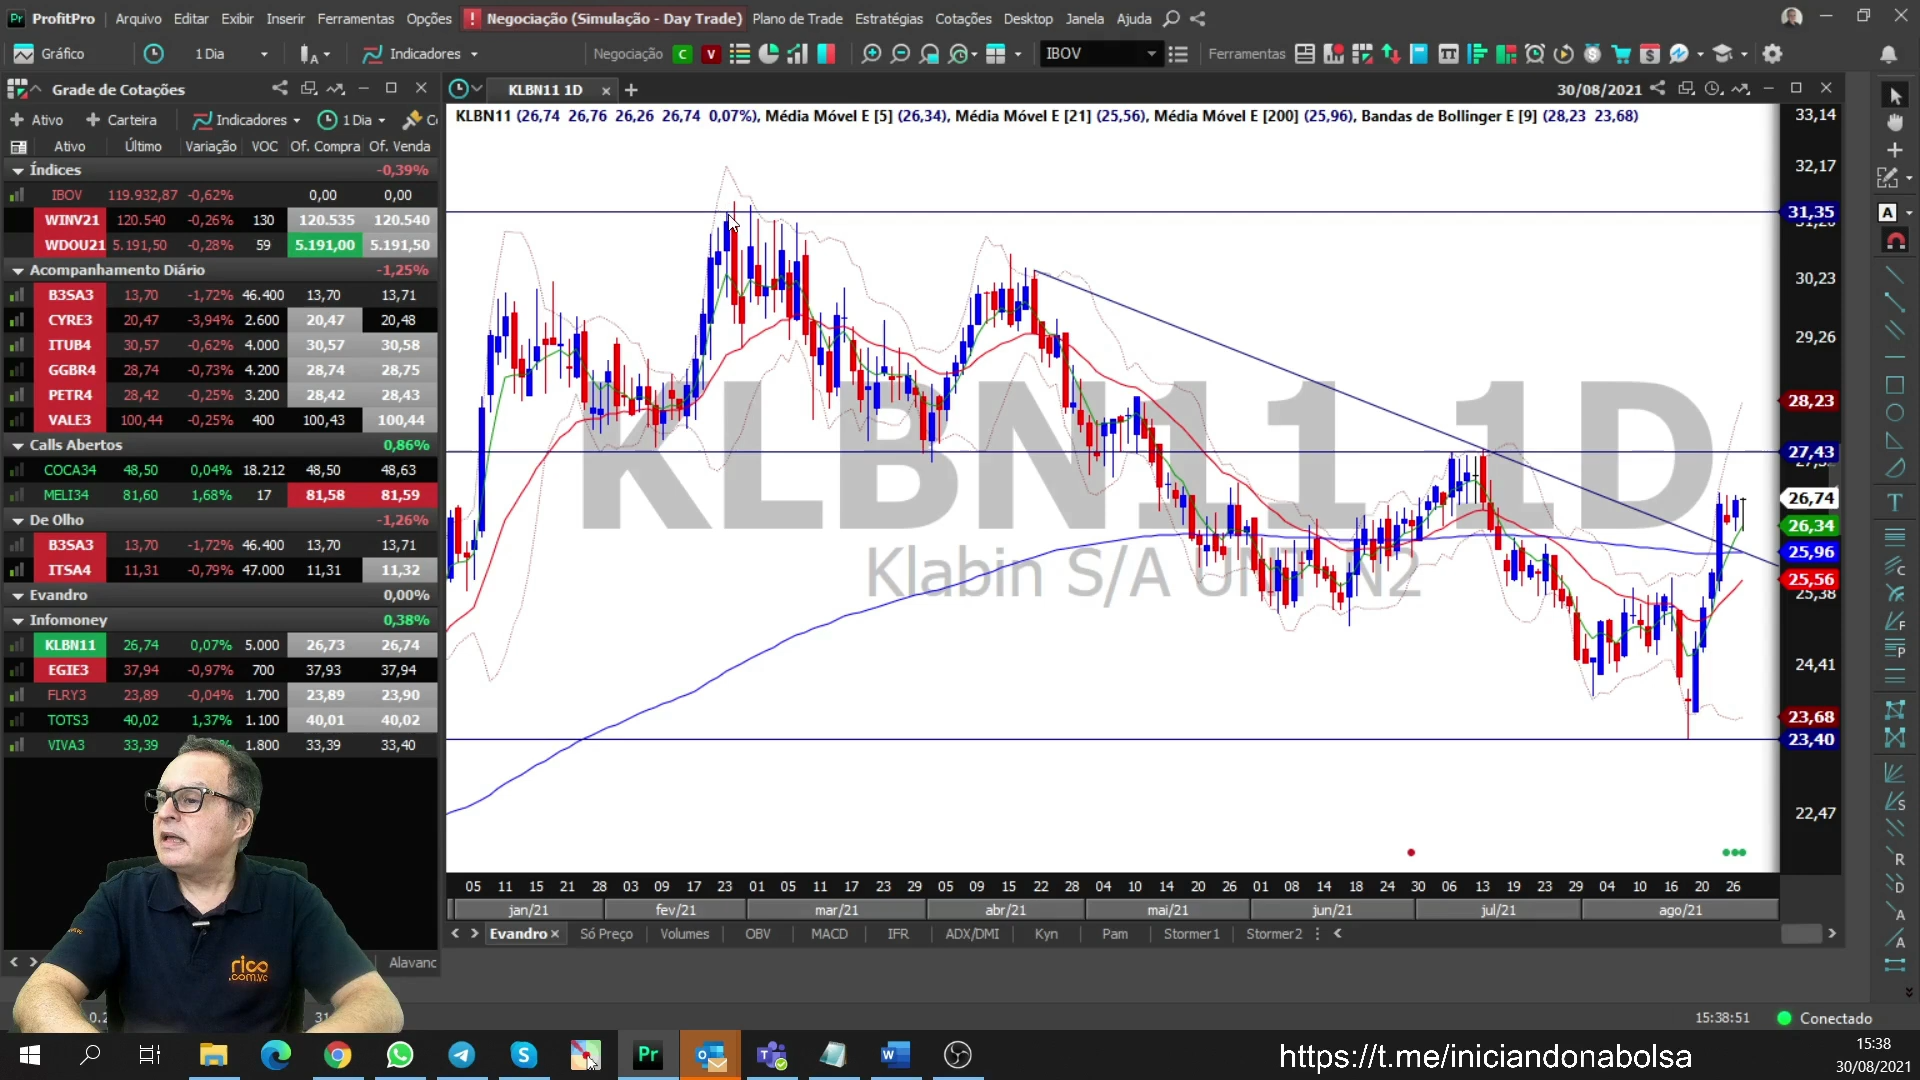 ProfitPro Arquivo Editar Exibir Inserir Ferramentas Opções ! Negociação (Simulação - Day Trade) Plano de Trade Estratégias Cotações Desktop Janela Ajuda
Gráfico 1 Dia Indicadores Negociação C V IBOV Ferramentas
Grade de Cotações
Ativo Carteira Indicadores 1 Dia
Ativo Último Variação VOC Of. Compra Of. Venda
Índices -0,39%
IBOV 119.932,87 -0,62% 0,00 0,00
WINV21 120.540 -0,26% 130 120.535 120.540
WDOU21 5.191,50 -0,28% 59 5.191,00 5.191,50
Acompanhamento Diário -1,25%
B3SA3 13,70 -1,72% 46.400 13,70 13,71
CYRE3 20,47 -3,94% 2.600 20,47 20,48
ITUB4 30,57 -0,62% 4.000 30,57 30,58
GGBR4 28,74 -0,73% 4.200 28,74 28,75
PETR4 28,42 -0,25% 3.200 28,42 28,43
VALE3 100,44 -0,25% 400 100,43 100,44
Calls Abertos 0,86%
COCA34 48,50 0,04% 18.212 48,50 48,63
MELI34 81,60 1,68% 17 81,58 81,59
De Olho -1,26%
B3SA3 13,70 -1,72% 46.400 13,70 13,71
ITSA4 11,31 -0,79% 47.000 11,31 11,32
Evandro 0,00%
Infomoney 0,38%
KLBN11 26,74 0,07% 5.000 26,73 26,74
EGIE3 37,94 -0,97% 700 37,93 37,94
FLRY3 23,89 -0,04% 1.700 23,89 23,90
TOTS3 40,02 1,37% 1.100 40,01 40,02
VIVA3 33,39 1.800 33,39 33,40
rico
.com.vc
Alavanc
KLBN11 1D 30/08/2021
KLBN11 (26,74 26,76 26,26 26,74 0,07%), Média Móvel E [5] (26,34), Média Móvel E [21] (25,56), Média Móvel E [200] (25,96), Bandas de Bollinger E [9] (28,23 23,68)
KLBN11 1D
Klabin S/A UNT N2
33,14
32,17
31,35
30,23
29,26
28,23
27,43
26,74
26,34
25,96
25,56
25,38
24,41
23,68
23,40
22,47
05 11 15 21 28 03 09 17 23 01 05 11 17 23 29 05 09 15 22 28 04 10 14 20 26 01 08 14 18 24 30 06 13 19 23 29 04 10 16 20 26
jan/21 fev/21 mar/21 abr/21 mai/21 jun/21 jul/21 ago/21
Evandro Só Preço Volumes OBV MACD IFR ADX/DMI Kyn Pam Stormer1 Stormer2
15:38:51 Conectado
https://t.me/iniciandonabolsa
15:38
30/08/2021